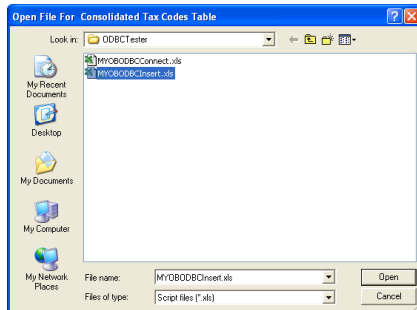 Open File For Consolidated Tax Codes Table
Look in: ODBCTester
MYOBODBCConnect.xls
MYOBODBCInsert.xls
My Recent
Documents
Desktop
My Documents
My Computer
My Network
Places
File name: MYOBODBCInsert.xls Open
Files of type: Script files (*.xls) Cancel